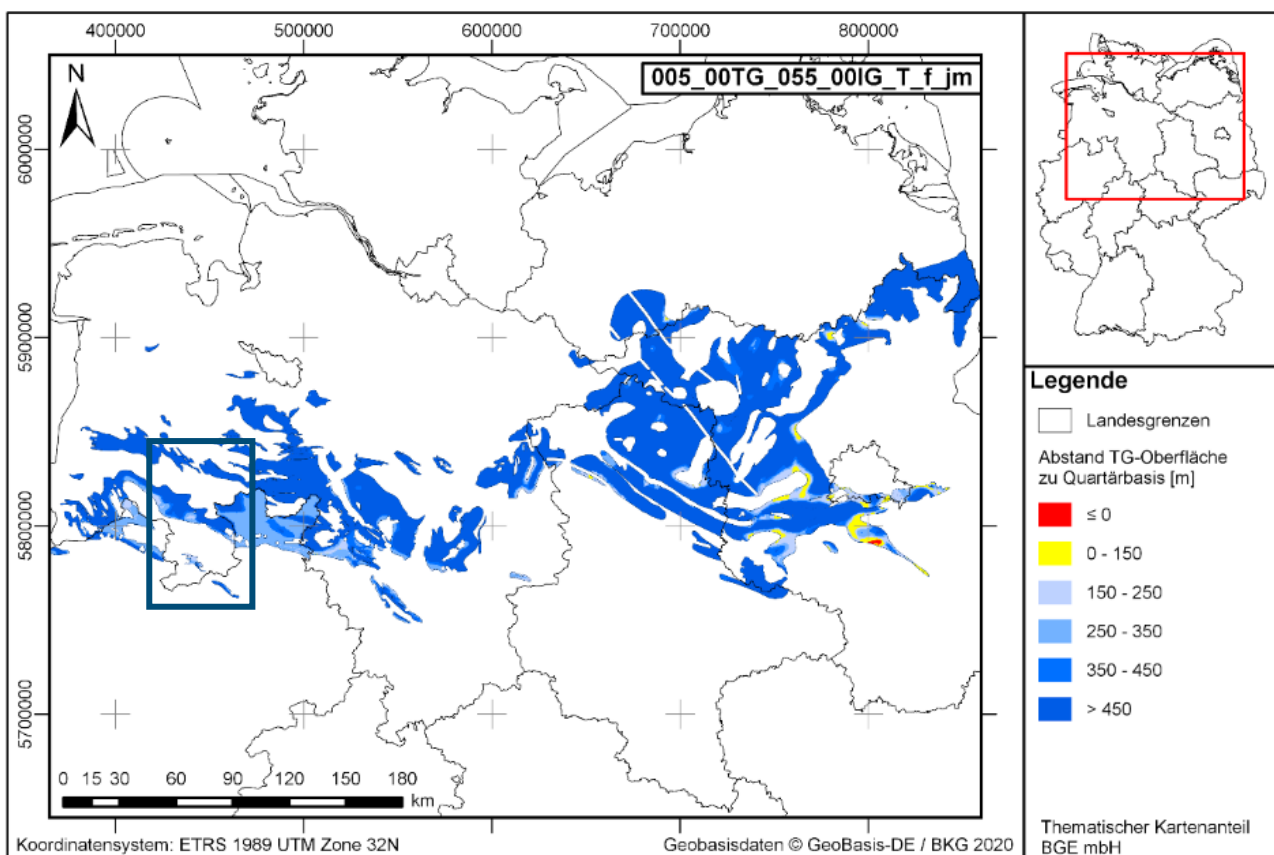 400000 500000 600000 700000 800000
N
005_00TG_055_00IG_T_f_jm
6000000
5900000
5800000
5700000
0 15 30 60 90 120 150 180
km
Koordinatensystem: ETRS 1989 UTM Zone 32N
Geobasisdaten © GeoBasis-DE / BKG 2020
Legende
Landesgrenzen
Abstand TG-Oberfläche
zu Quartärbasis [m]
≤ 0
0 - 150
150 - 250
250 - 350
350 - 450
> 450
Thematischer Kartenanteil
BGE mbH